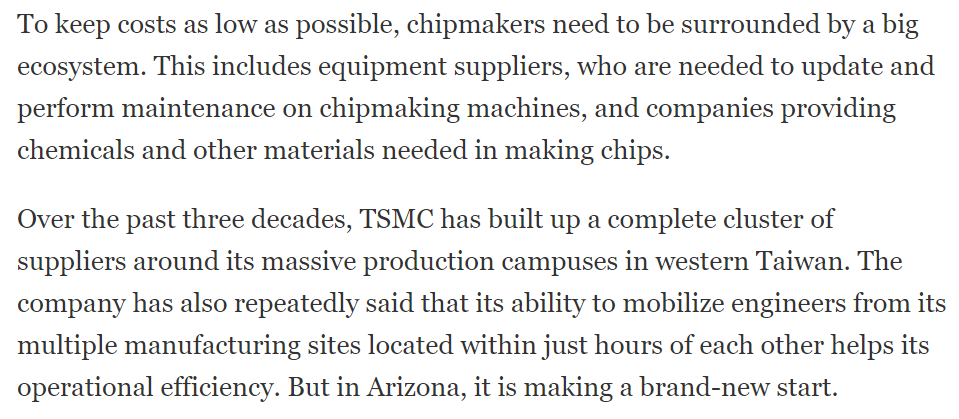 To keep costs as low as possible, chipmakers need to be surrounded by a big
ecosystem. This includes equipment suppliers, who are needed to update and
perform maintenance on chipmaking machines, and companies providing
chemicals and other materials needed in making chips.
Over the past three decades, TSMC has built up a complete cluster of
suppliers around its massive production campuses in western Taiwan. The
company has also repeatedly said that its ability to mobilize engineers from its
multiple manufacturing sites located within just hours of each other helps its
operational efficiency. But in Arizona, it is making a brand-new start.